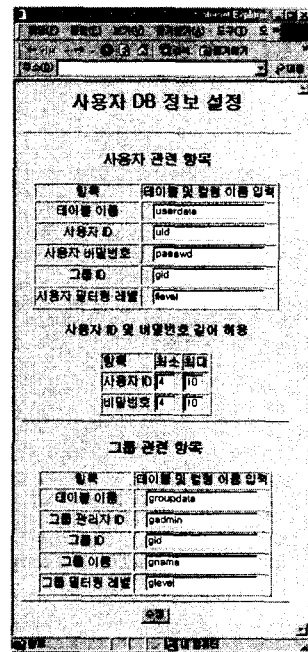 Internet Explorer
사용자 DB 정보 설정
사용자 관련 항목
항목 테이블 및 컬럼 이름 입력
테이블 이름 userdata
사용자 ID uid
사용자 비밀번호 passwd
그룹 ID gid
사용자 필터링 레벨 flevel
사용자 ID 및 비밀번호 길이 허용
항목 최소 최대
사용자 ID 4 10
비밀번호 4 10
그룹 관련 항목
항목 테이블 및 컬럼 이름 입력
테이블 이름 groupdata
그룹 관리자 ID gadmin
그룹 ID gid
그룹 이름 gname
그룹 필터링 레벨 glevel
수정